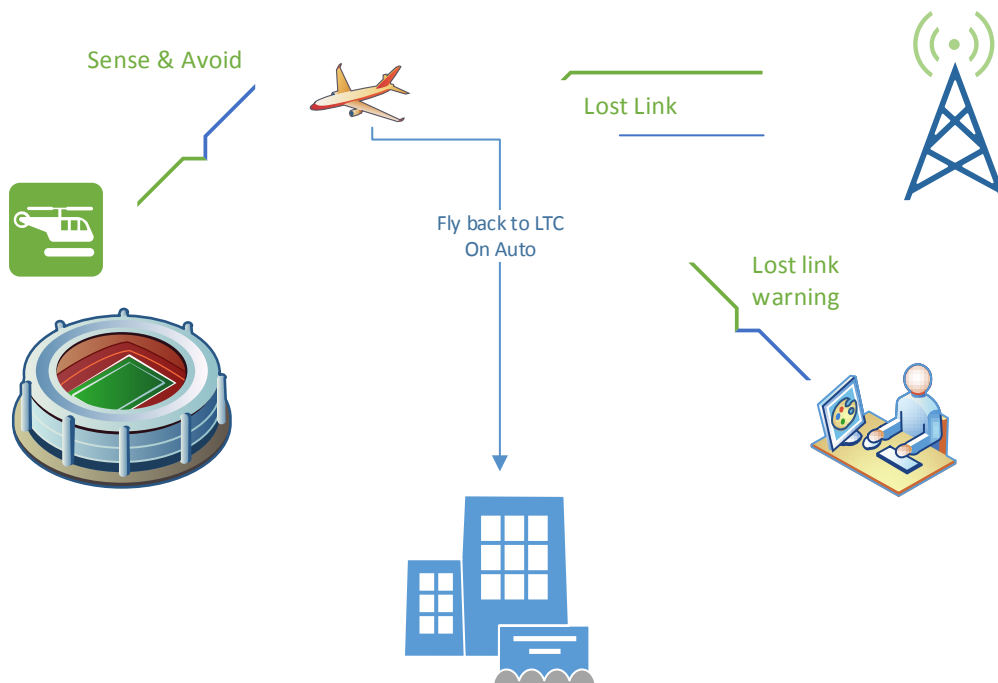 Sense & Avoid
Lost Link
Fly back to LTC
On Auto
Lost link
warning